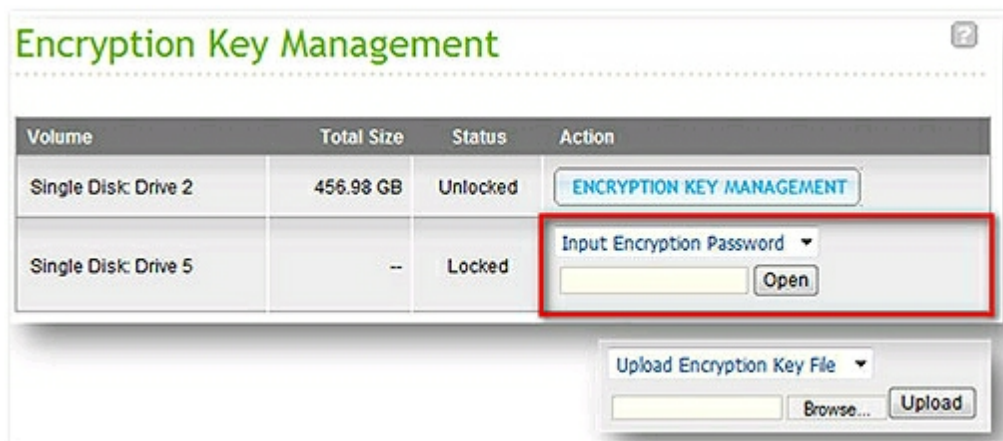 Encryption Key Management
?
Volume Total Size Status Action
Single Disk: Drive 2 456.98 GB Unlocked ENCRYPTION KEY MANAGEMENT
Input Encryption Password
Single Disk: Drive 5 -- Locked
Open
Upload Encryption Key File
Browse... Upload